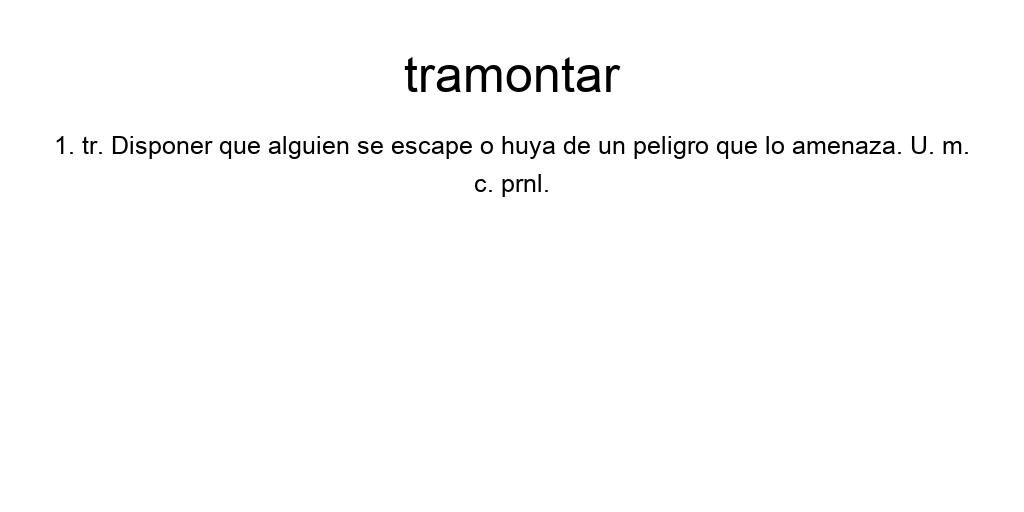 tramontar
1. tr. Disponer que alguien se escape o huya de un peligro que lo amenaza. U. m.
c. prnl.